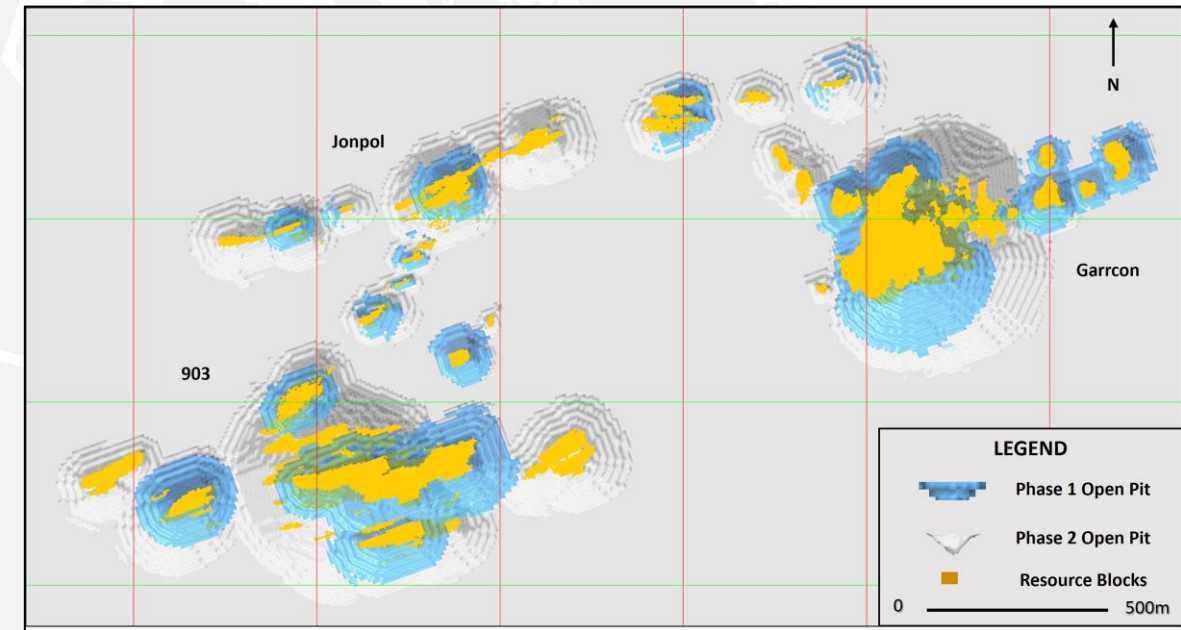 N
Jonpol
Garrcon
903
LEGEND
Phase 1 Open Pit
Phase 2 Open Pit
Resource Blocks
0 500m